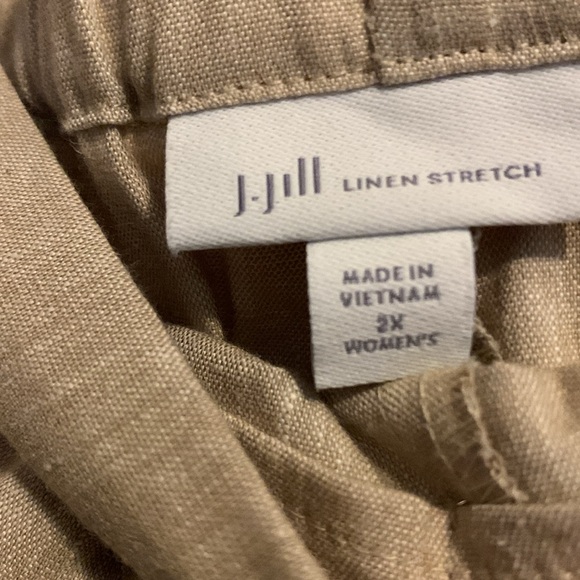 J.Jill LINEN STRETCH
MADE IN
VIETNAM
2X
WOMEN'S